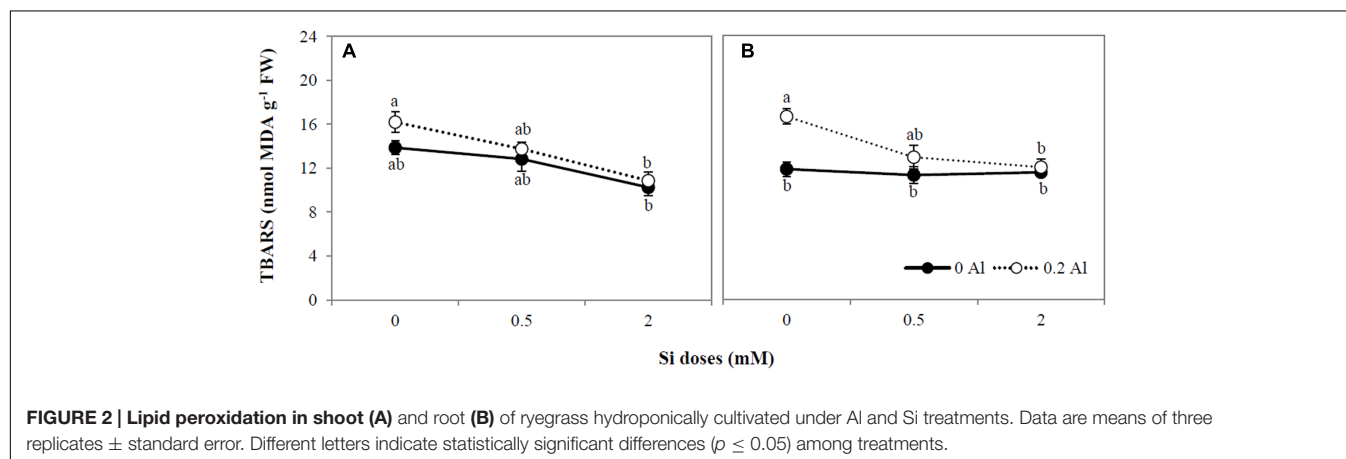 A
B
TBARS (nmol MDA g⁻¹ FW)
24
20
16
12
8
4
0
a
ab
b
ab
ab
b
a
ab
b
b
b
b
0 Al
0.2 Al
0
0.5
2
0
0.5
2
Si doses (mM)
FIGURE 2 | Lipid peroxidation in shoot (A) and root (B) of ryegrass hydroponically cultivated under Al and Si treatments. Data are means of three
replicates ± standard error. Different letters indicate statistically significant differences (p ≤ 0.05) among treatments.